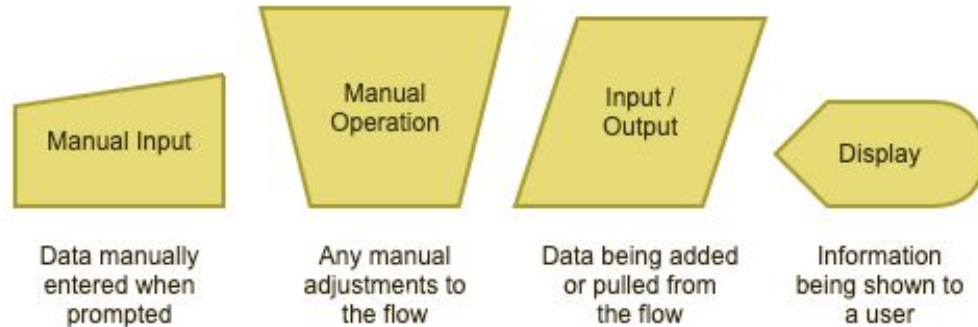 Manual Input
Manual
Operation
Input /
Output
Display
Data manually
entered when
prompted
Any manual
adjustments to
the flow
Data being added
or pulled from
the flow
Information
being shown to
a user